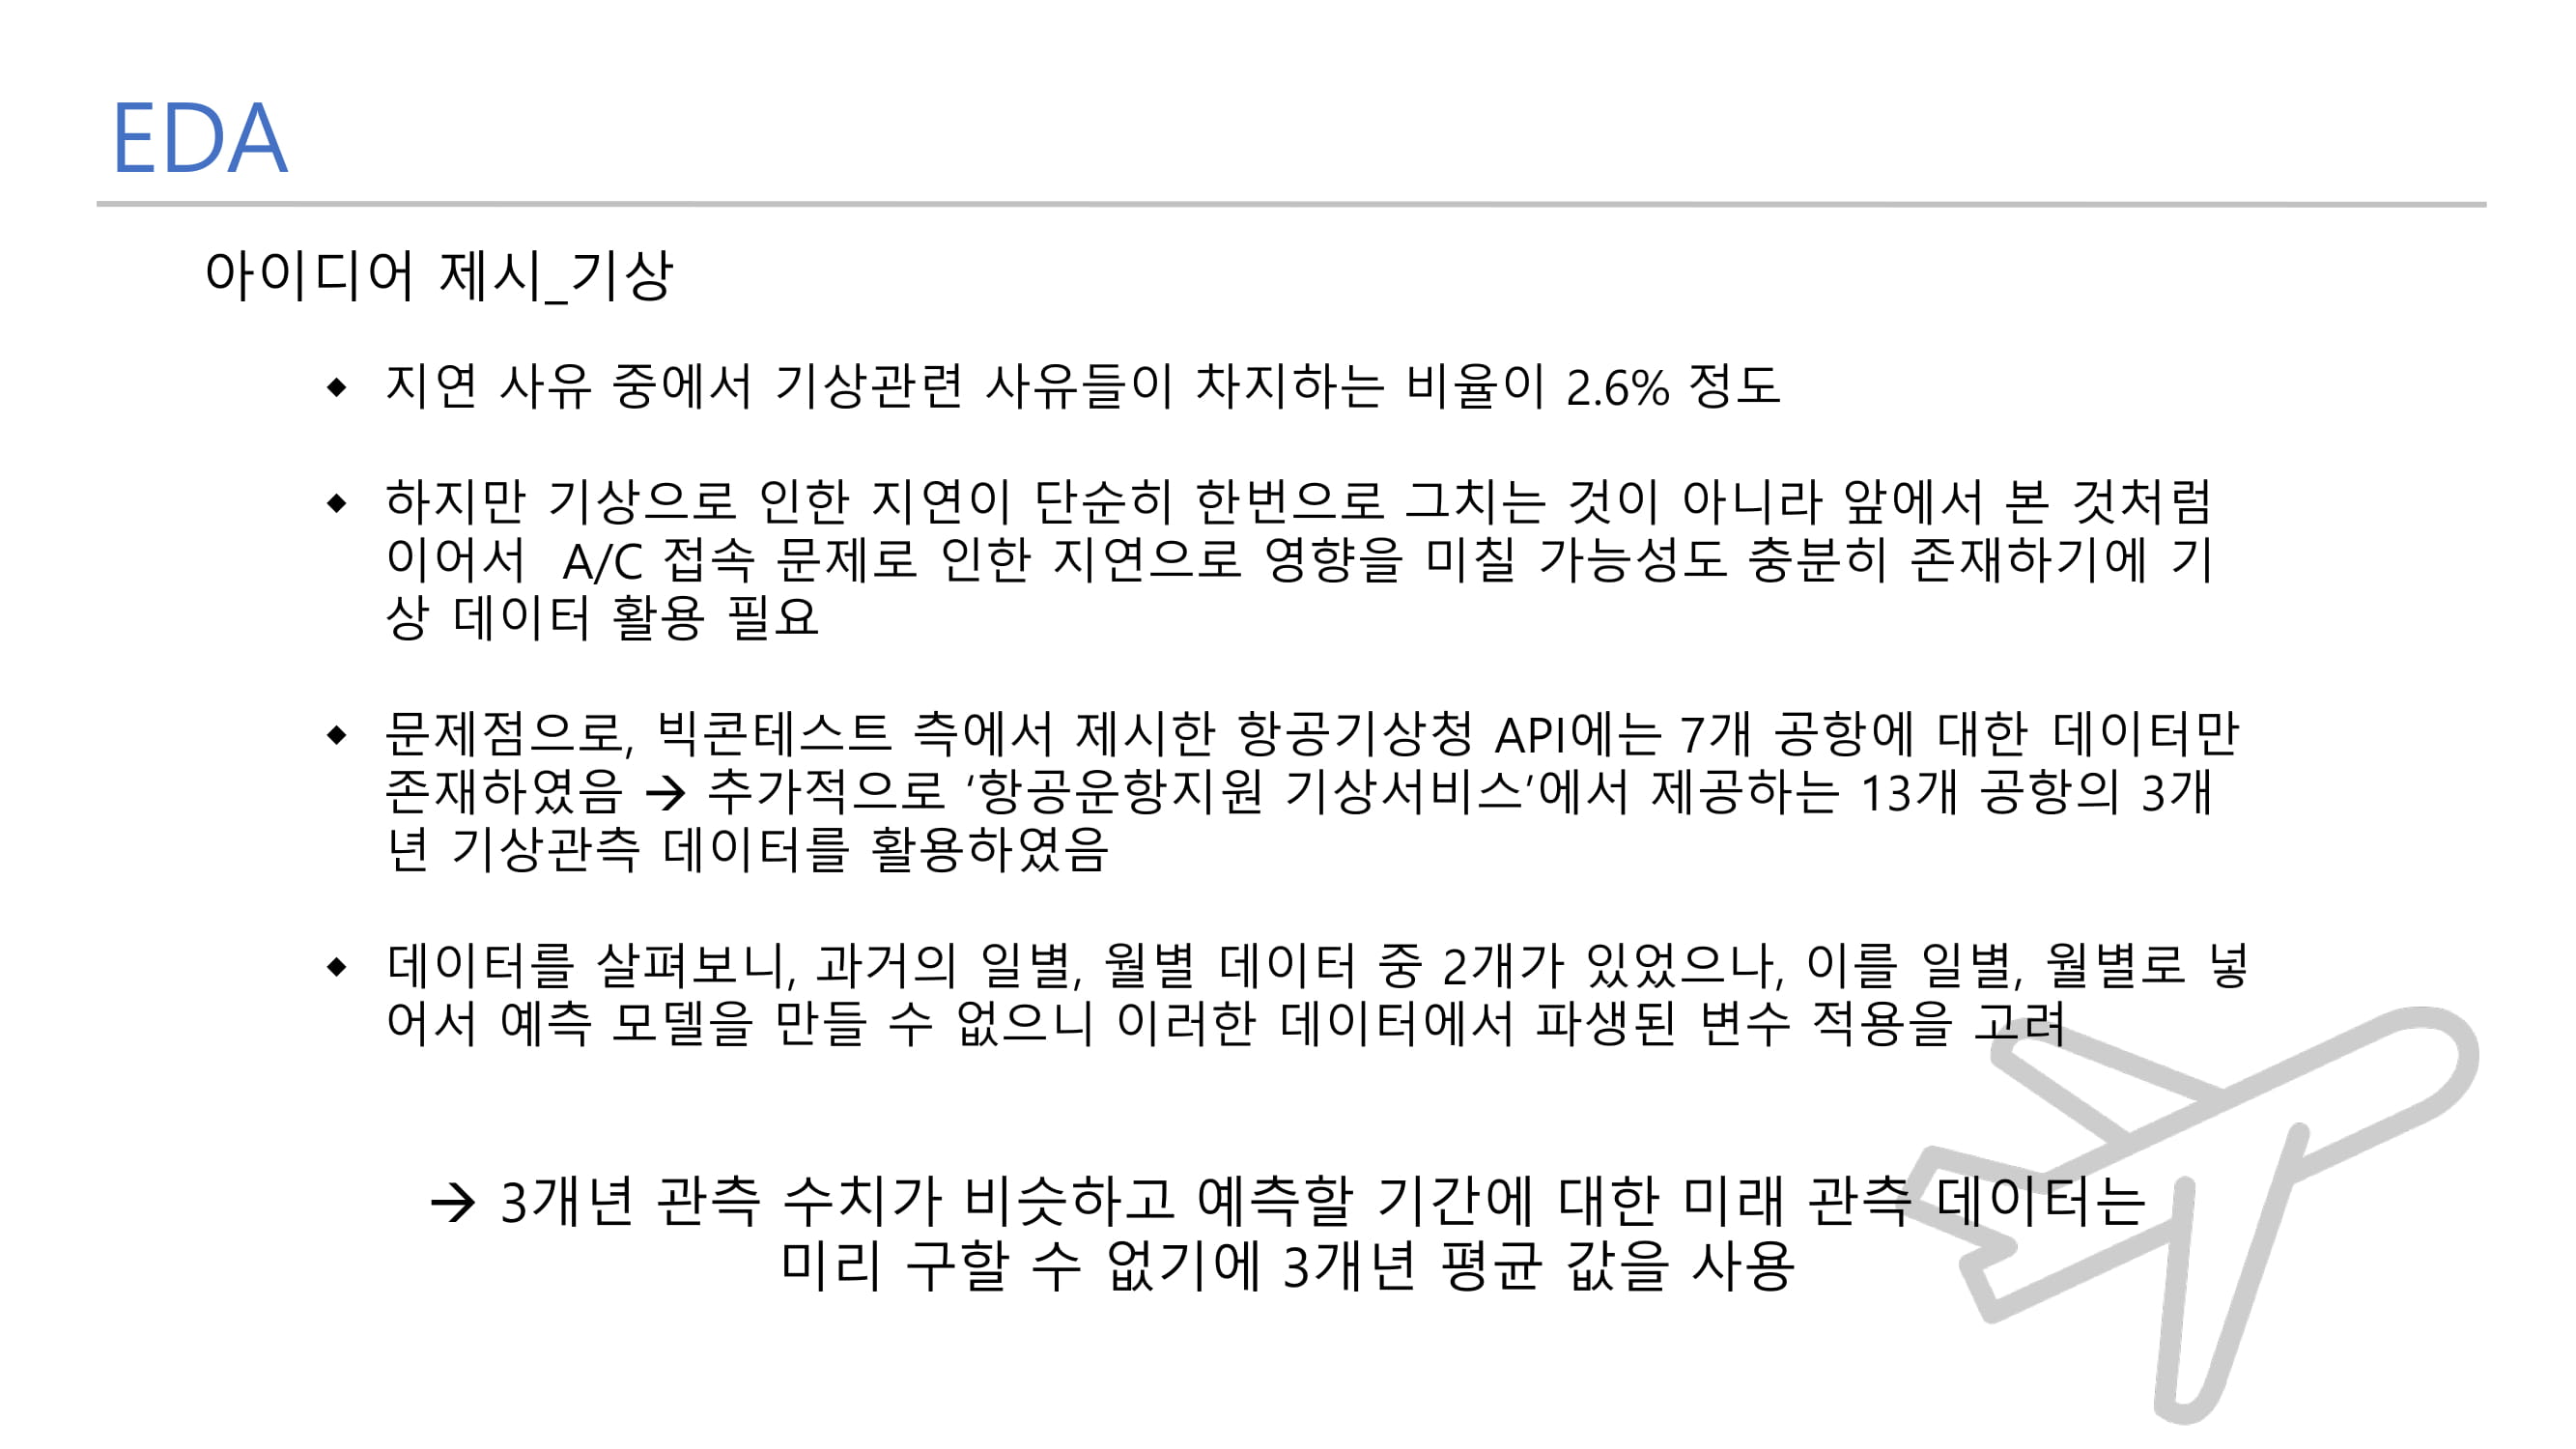 EDA
아이디어 제시_기상
◆ 지연 사유 중에서 기상관련 사유들이 차지하는 비율이 2.6% 정도
◆ 하지만 기상으로 인한 지연이 단순히 한번으로 그치는 것이 아니라 앞에서 본 것처럼
이어서 A/C 접속 문제로 인한 지연으로 영향을 미칠 가능성도 충분히 존재하기에 기
상 데이터 활용 필요
◆ 문제점으로, 빅콘테스트 측에서 제시한 항공기상청 API에는 7개 공항에 대한 데이터만
존재하였음 → 추가적으로 ‘항공운항지원 기상서비스’에서 제공하는 13개 공항의 3개
년 기상관측 데이터를 활용하였음
◆ 데이터를 살펴보니, 과거의 일별, 월별 데이터 중 2개가 있었으나, 이를 일별, 월별로 넣
어서 예측 모델을 만들 수 없으니 이러한 데이터에서 파생된 변수 적용을 고려
→ 3개년 관측 수치가 비슷하고 예측할 기간에 대한 미래 관측 데이터는
미리 구할 수 없기에 3개년 평균 값을 사용